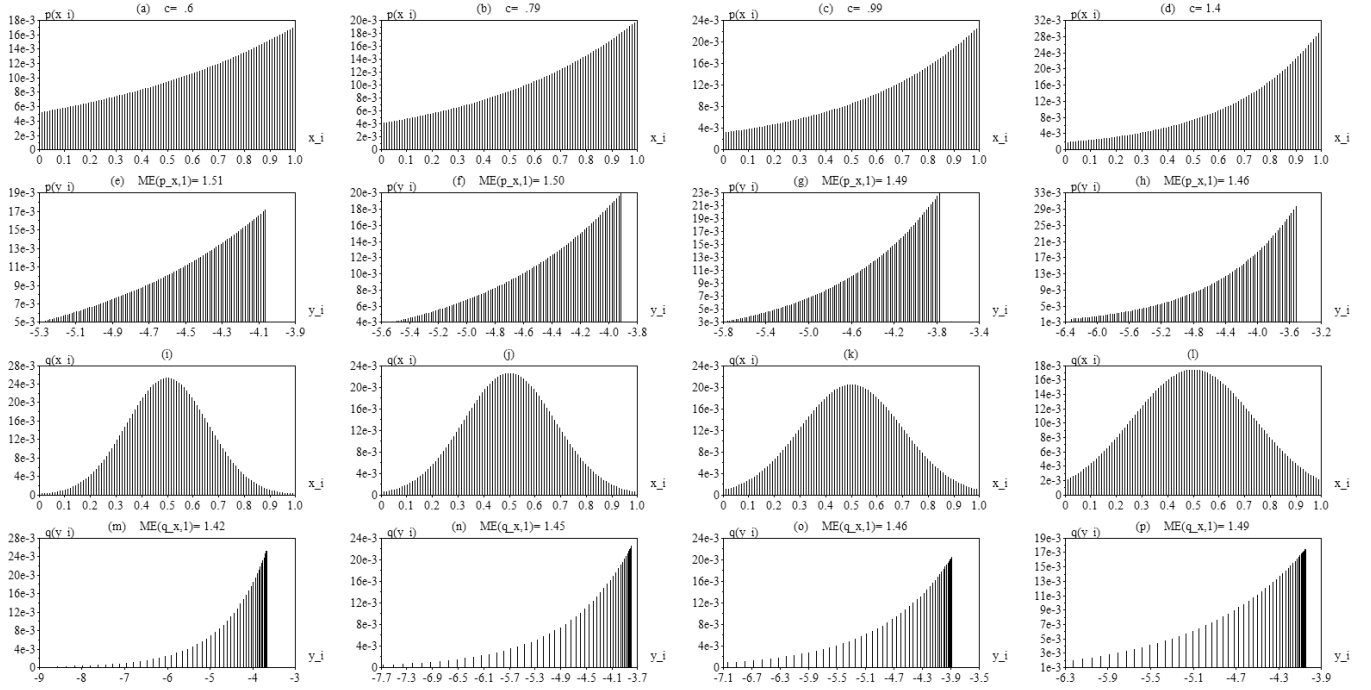 p(x_i) (a) c= .6
18e-3
16e-3
14e-3
12e-3
10e-3
8e-3
6e-3
4e-3
2e-3
0
0 0.1 0.2 0.3 0.4 0.5 0.6 0.7 0.8 0.9 1.0
x_i
p(x_i) (b) c= .79
20e-3
18e-3
16e-3
14e-3
12e-3
10e-3
8e-3
6e-3
4e-3
2e-3
0
0 0.1 0.2 0.3 0.4 0.5 0.6 0.7 0.8 0.9 1.0
x_i
p(x_i) (c) c= .99
24e-3
20e-3
16e-3
12e-3
8e-3
4e-3
0
0 0.1 0.2 0.3 0.4 0.5 0.6 0.7 0.8 0.9 1.0
x_i
p(x_i) (d) c= 1.4
32e-3
28e-3
24e-3
20e-3
16e-3
12e-3
8e-3
4e-3
0
0 0.1 0.2 0.3 0.4 0.5 0.6 0.7 0.8 0.9 1.0
x_i
p(y_i) (e) ME(p_x,1)= 1.51
19e-3
17e-3
15e-3
13e-3
11e-3
9e-3
7e-3
5e-3
-5.3 -5.1 -4.9 -4.7 -4.5 -4.3 -4.1 -3.9
y_i
p(y_i) (f) ME(p_x,1)= 1.50
20e-3
18e-3
16e-3
14e-3
12e-3
10e-3
8e-3
6e-3
4e-3
-5.6 -5.4 -5.2 -5.0 -4.8 -4.6 -4.4 -4.2 -4.0 -3.8
y_i
p(y_i) (g) ME(p_x,1)= 1.49
23e-3
21e-3
19e-3
17e-3
15e-3
13e-3
11e-3
9e-3
7e-3
5e-3
3e-3
-5.8 -5.4 -5.0 -4.6 -4.2 -3.8 -3.4
y_i
p(y_i) (h) ME(p_x,1)= 1.46
33e-3
29e-3
25e-3
21e-3
17e-3
13e-3
9e-3
5e-3
1e-3
-6.4 -6.0 -5.6 -5.2 -4.8 -4.4 -4.0 -3.6 -3.2
y_i
q(x_i) (i)
28e-3
24e-3
20e-3
16e-3
12e-3
8e-3
4e-3
0
0 0.1 0.2 0.3 0.4 0.5 0.6 0.7 0.8 0.9 1.0
x_i
q(x_i) (j)
24e-3
20e-3
16e-3
12e-3
8e-3
4e-3
0
0 0.1 0.2 0.3 0.4 0.5 0.6 0.7 0.8 0.9 1.0
x_i
q(x_i) (k)
24e-3
20e-3
16e-3
12e-3
8e-3
4e-3
0
0 0.1 0.2 0.3 0.4 0.5 0.6 0.7 0.8 0.9 1.0
x_i
q(x_i) (l)
18e-3
16e-3
14e-3
12e-3
10e-3
8e-3
6e-3
4e-3
2e-3
0
0 0.1 0.2 0.3 0.4 0.5 0.6 0.7 0.8 0.9 1.0
x_i
q(y_i) (m) ME(q_x,1)= 1.42
28e-3
24e-3
20e-3
16e-3
12e-3
8e-3
4e-3
0
-9 -8 -7 -6 -5 -4 -3
y_i
q(y_i) (n) ME(q_x,1)= 1.45
24e-3
20e-3
16e-3
12e-3
8e-3
4e-3
0
-7.7 -7.3 -6.9 -6.5 -6.1 -5.7 -5.3 -4.9 -4.5 -4.1 -3.7
y_i
q(y_i) (o) ME(q_x,1)= 1.46
24e-3
20e-3
16e-3
12e-3
8e-3
4e-3
0
-7.1 -6.7 -6.3 -5.9 -5.5 -5.1 -4.7 -4.3 -3.9 -3.5
y_i
q(y_i) (p) ME(q_x,1)= 1.49
19e-3
17e-3
15e-3
13e-3
11e-3
9e-3
7e-3
5e-3
3e-3
1e-3
-6.3 -5.9 -5.5 -5.1 -4.7 -4.3 -3.9
y_i